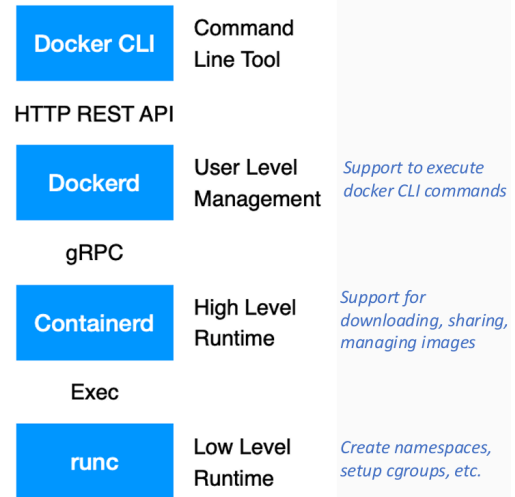 Docker CLI
Command
Line Tool
HTTP REST API
Dockerd
User Level
Management
Support to execute
docker CLI commands
gRPC
Containerd
High Level
Runtime
Support for
downloading, sharing,
managing images
Exec
runc
Low Level
Runtime
Create namespaces,
setup cgroups, etc.